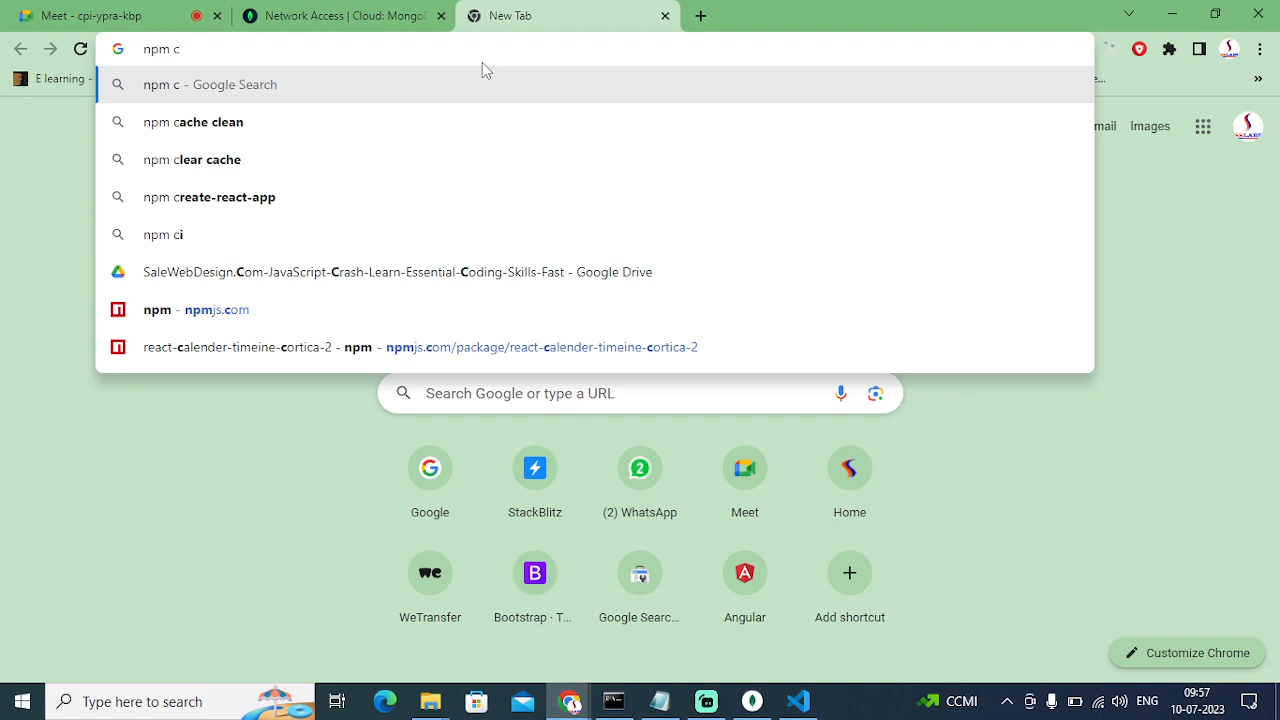 Meet - cpi-ypra-kbp
Network Access | Cloud: MongoD
New Tab
npm c
E learning -
e...
npm c - Google Search
npm cache clean
npm clear cache
npm create-react-app
npm ci
SaleWebDesign.Com-JavaScript-Crash-Learn-Essential-Coding-Skills-Fast - Google Drive
npm - npmjs.com
react-calender-timeine-cortica-2 - npm - npmjs.com/package/react-calender-timeine-cortica-2
mail Images
Search Google or type a URL
Google StackBlitz (2) WhatsApp Meet Home
WeTransfer Bootstrap · T... Google Searc... Angular Add shortcut
Customize Chrome
Type here to search
CCMI
ENG
09:57
10-07-2023